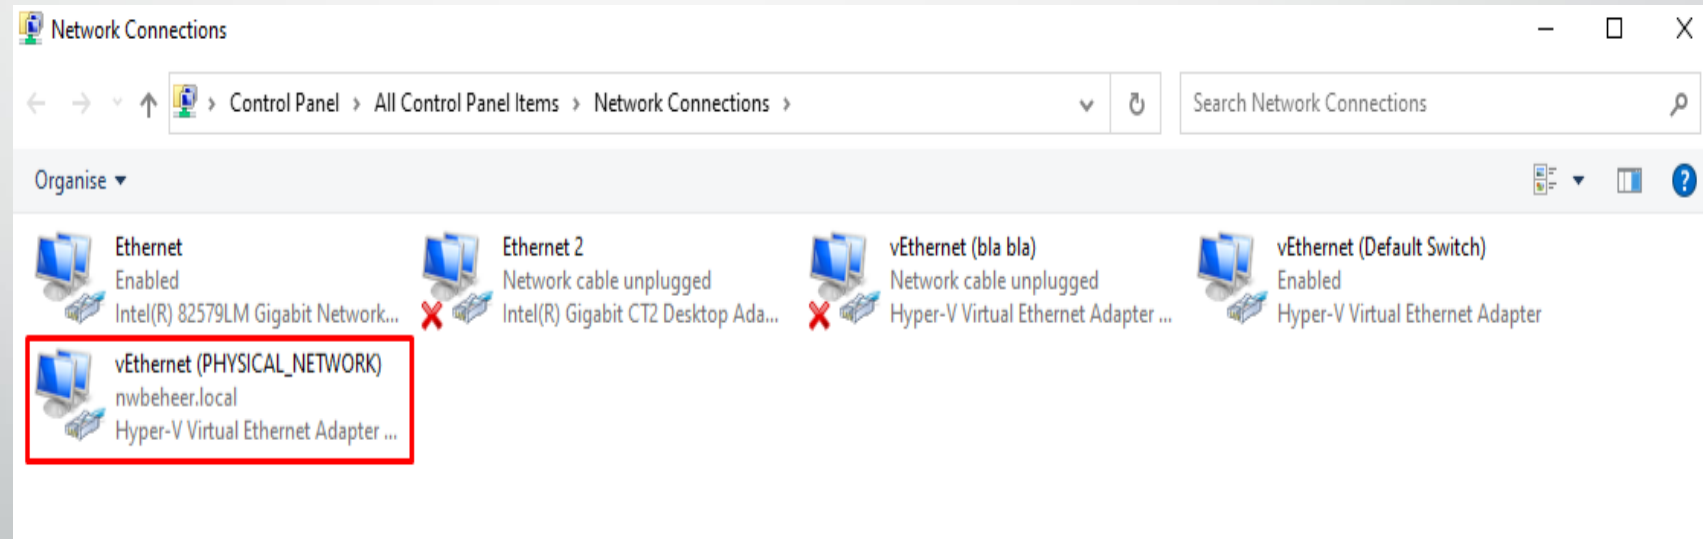 Network Connections
Control Panel > All Control Panel Items > Network Connections >
Search Network Connections
Organise
Ethernet
Enabled
Intel(R) 82579LM Gigabit Network...
Ethernet 2
Network cable unplugged
Intel(R) Gigabit CT2 Desktop Ada...
vEthernet (bla bla)
Network cable unplugged
Hyper-V Virtual Ethernet Adapter ...
vEthernet (Default Switch)
Enabled
Hyper-V Virtual Ethernet Adapter
vEthernet (PHYSICAL_NETWORK)
nwbeheer.local
Hyper-V Virtual Ethernet Adapter ...